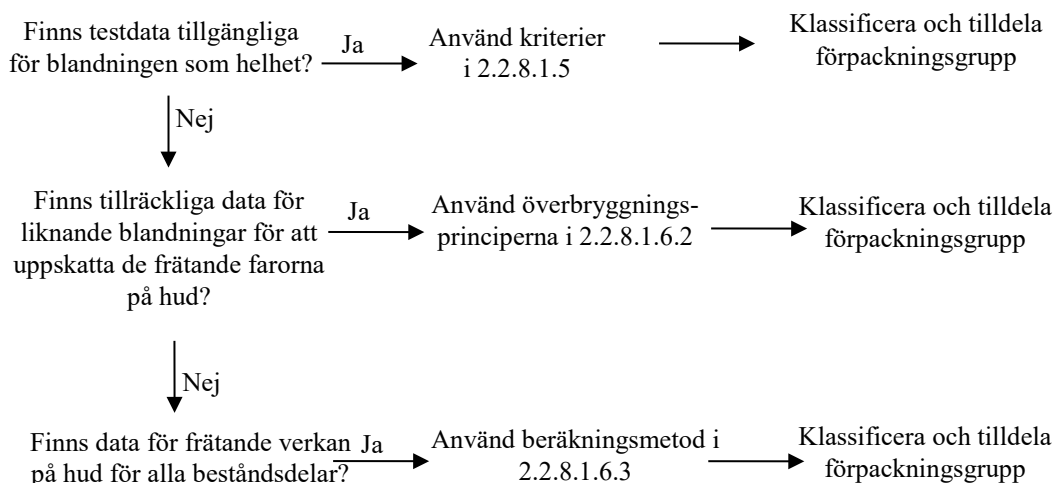 Finns testdata tillgängliga
för blandningen som helhet?
Ja
Använd kriterier
i 2.2.8.1.5
Klassificera och tilldela
förpackningsgrupp
Nej
Finns tillräckliga data för
liknande blandningar för att
uppskatta de frätande farorna
på hud?
Ja
Använd överbryggnings-
principerna i 2.2.8.1.6.2
Klassificera och tilldela
förpackningsgrupp
Nej
Finns data för frätande verkan
på hud för alla beståndsdelar?
Ja
Använd beräkningsmetod i
2.2.8.1.6.3
Klassificera och tilldela
förpackningsgrupp